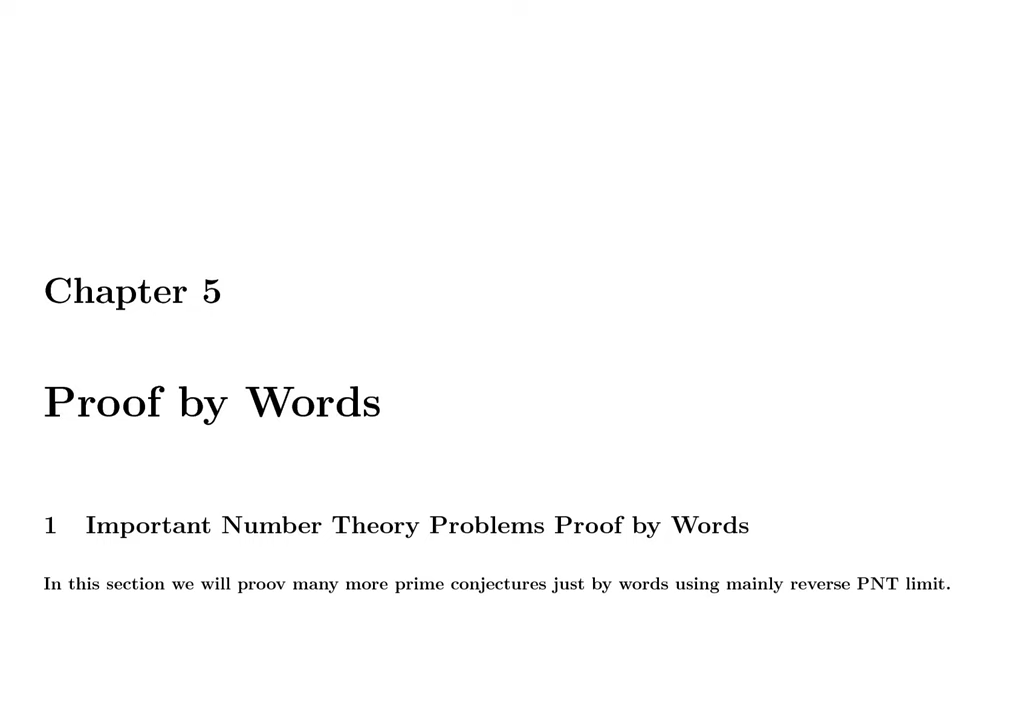 Chapter 5
Proof by Words
1 Important Number Theory Problems Proof by Words
In this section we will proov many more prime conjectures just by words using mainly reverse PNT limit.